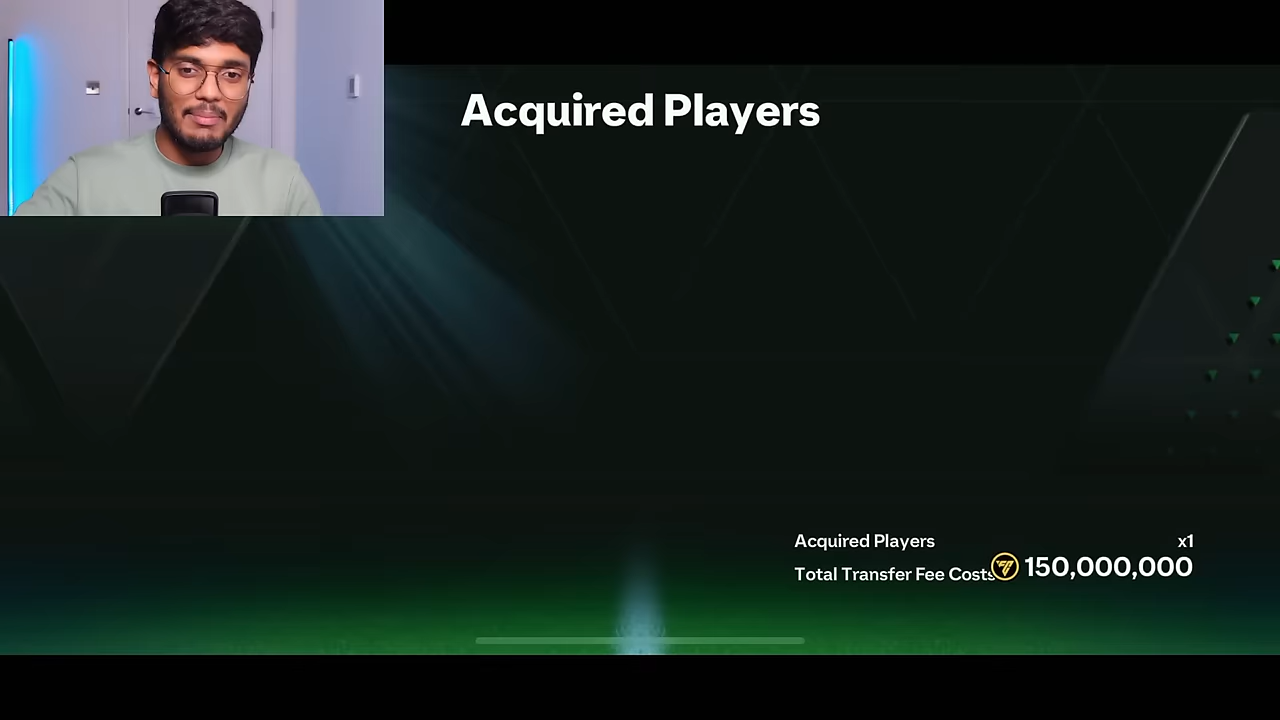 Acquired Players
Acquired Players x1
Total Transfer Fee Costs 150,000,000